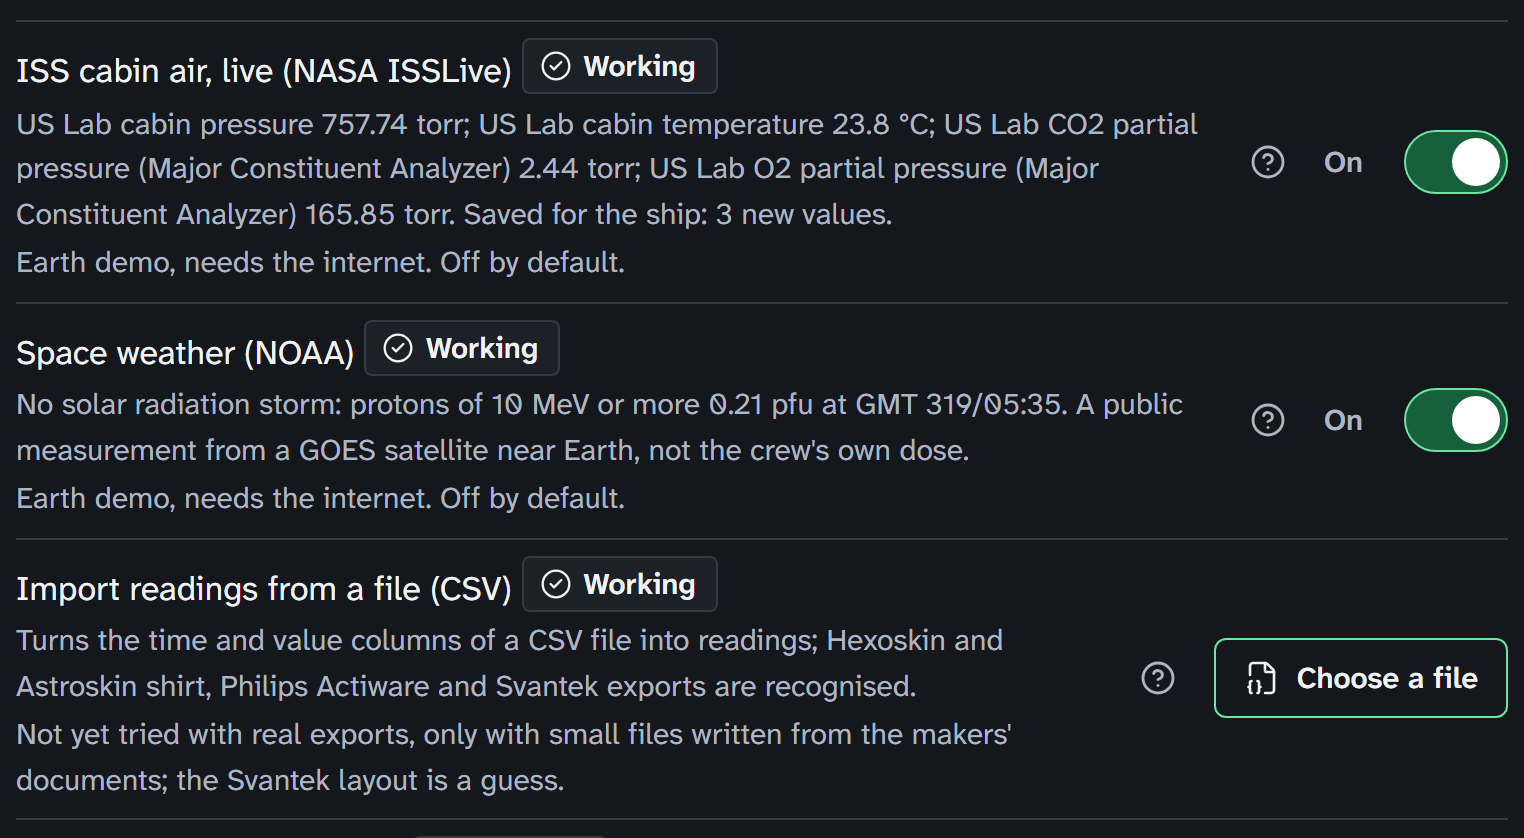 ISS cabin air, live (NASA ISSLive) Working
US Lab cabin pressure 757.74 torr; US Lab cabin temperature 23.8 °C; US Lab CO2 partial
pressure (Major Constituent Analyzer) 2.44 torr; US Lab O2 partial pressure (Major
Constituent Analyzer) 165.85 torr. Saved for the ship: 3 new values.
Earth demo, needs the internet. Off by default.
On
Space weather (NOAA) Working
No solar radiation storm: protons of 10 MeV or more 0.21 pfu at GMT 319/05:35. A public
measurement from a GOES satellite near Earth, not the crew's own dose.
Earth demo, needs the internet. Off by default.
On
Import readings from a file (CSV) Working
Turns the time and value columns of a CSV file into readings; Hexoskin and
Astroskin shirt, Philips Actiware and Svantek exports are recognised.
Not yet tried with real exports, only with small files written from the makers'
documents; the Svantek layout is a guess.
Choose a file